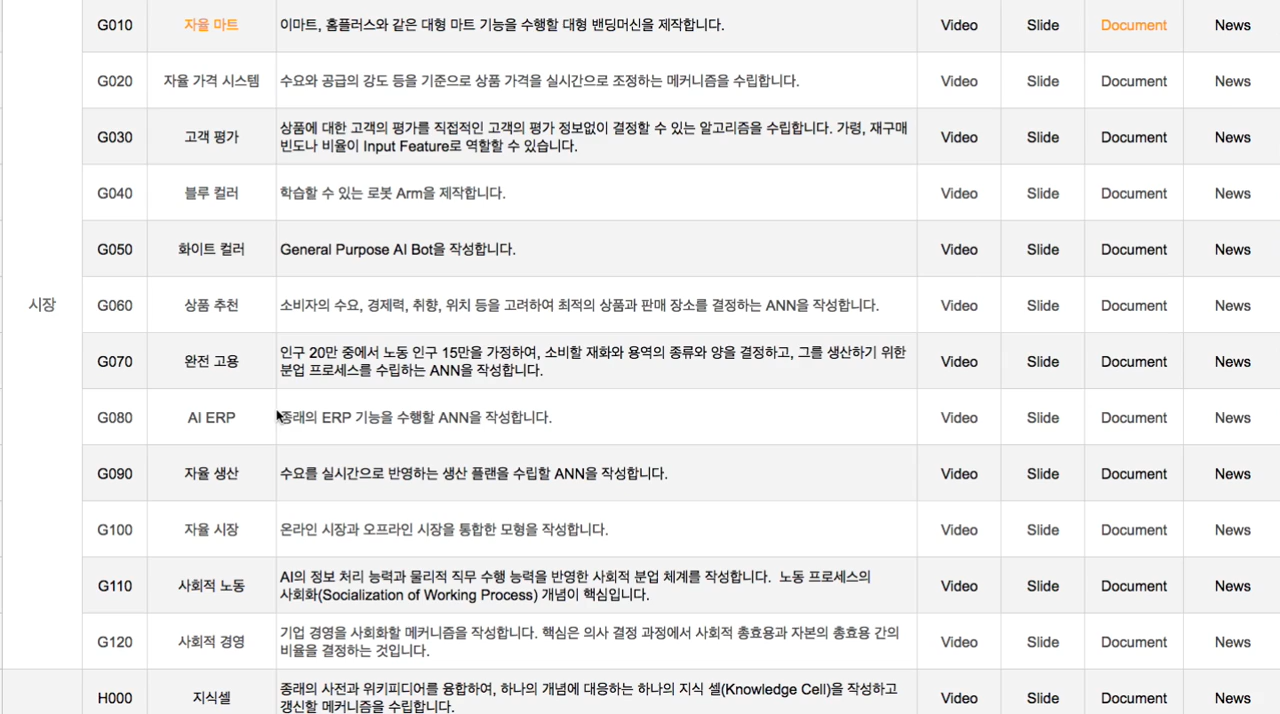 G010 자율 마트 이마트, 홈플러스와 같은 대형 마트 기능을 수행할 대형 밴딩머신을 제작합니다. Video Slide Document News
G020 자율 가격 시스템 수요와 공급의 강도 등을 기준으로 상품 가격을 실시간으로 조정하는 메커니즘을 수립합니다. Video Slide Document News
상품에 대한 고객의 평가를 직접적인 고객의 평가 정보없이 결정할 수 있는 알고리즘을 수립합니다. 가령, 재구매
G030 고객 평가 빈도나 비율이 Input Feature로 역할할 수 있습니다. Video Slide Document News
G040 블루 컬러 학습할 수 있는 로봇 Arm을 제작합니다. Video Slide Document News
G050 화이트 컬러 General Purpose AI Bot을 작성합니다. Video Slide Document News
시장 G060 상품 추천 소비자의 수요, 경제력, 취향, 위치 등을 고려하여 최적의 상품과 판매 장소를 결정하는 ANN을 작성합니다. Video Slide Document News
인구 20만 중에서 노동 인구 15만을 가정하여, 소비할 재화와 용역의 종류와 양을 결정하고, 그를 생산하기 위한
G070 완전 고용 분업 프로세스를 수립하는 ANN을 작성합니다. Video Slide Document News
G080 AI ERP 종래의 ERP 기능을 수행할 ANN을 작성합니다. Video Slide Document News
G090 자율 생산 수요를 실시간으로 반영하는 생산 플랜을 수립할 ANN을 작성합니다. Video Slide Document News
G100 자율 시장 온라인 시장과 오프라인 시장을 통합한 모형을 작성합니다. Video Slide Document News
AI의 정보 처리 능력과 물리적 직무 수행 능력을 반영한 사회적 분업 체계를 작성합니다. 노동 프로세스의
G110 사회적 노동 사회화(Socialization of Working Process) 개념이 핵심입니다. Video Slide Document News
기업 경영을 사회화할 메커니즘을 작성합니다. 핵심은 의사 결정 과정에서 사회적 총효용과 자본의 총효용 간의
G120 사회적 경영 비율을 결정하는 것입니다. Video Slide Document News
종래의 사전과 위키피디어를 융합하여, 하나의 개념에 대응하는 하나의 지식 셀(Knowledge Cell)을 작성하고
H000 지식셀 갱신할 메커니즘을 수립합니다. Video Slide Document News